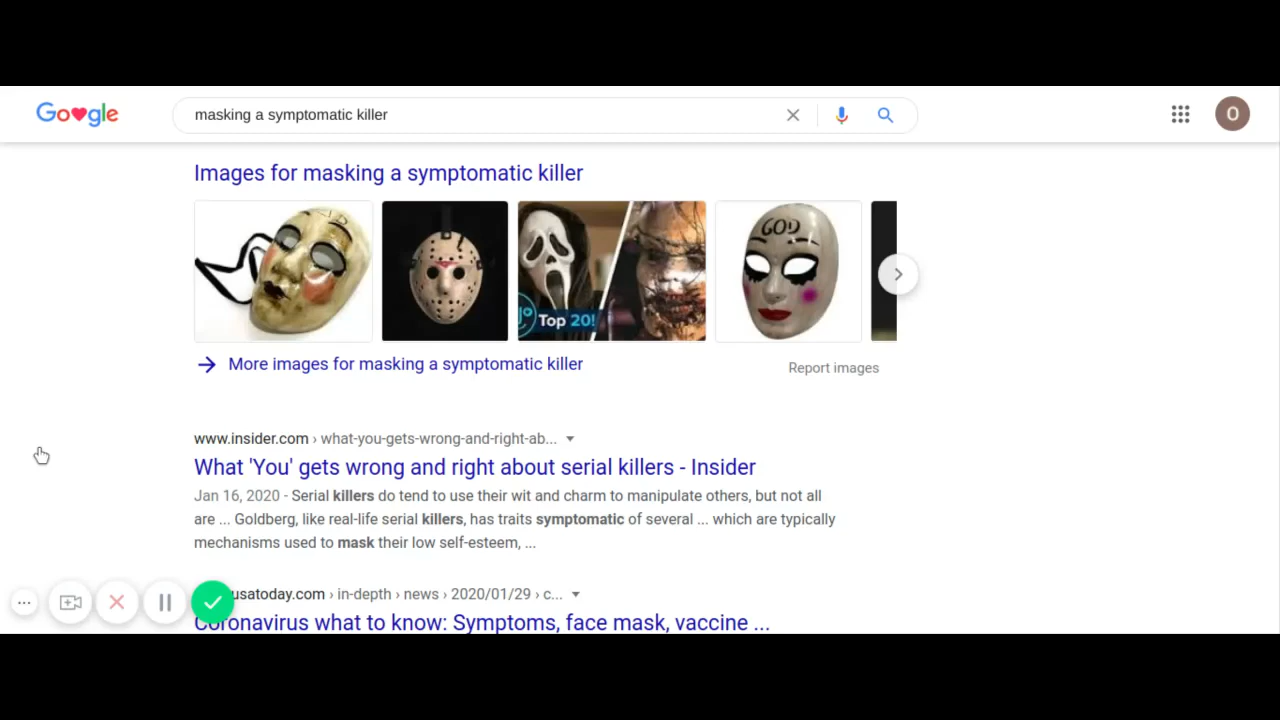 Google
masking a symptomatic killer
O
Images for masking a symptomatic killer
Top 20!
GOD
More images for masking a symptomatic killer
Report images
www.insider.com › what-you-gets-wrong-and-right-ab...
What 'You' gets wrong and right about serial killers - Insider
Jan 16, 2020 - Serial killers do tend to use their wit and charm to manipulate others, but not all
are ... Goldberg, like real-life serial killers, has traits symptomatic of several ... which are typically
mechanisms used to mask their low self-esteem, ...
usatoday.com › in-depth › news › 2020/01/29 › c...
Coronavirus what to know: Symptoms, face mask, vaccine ...